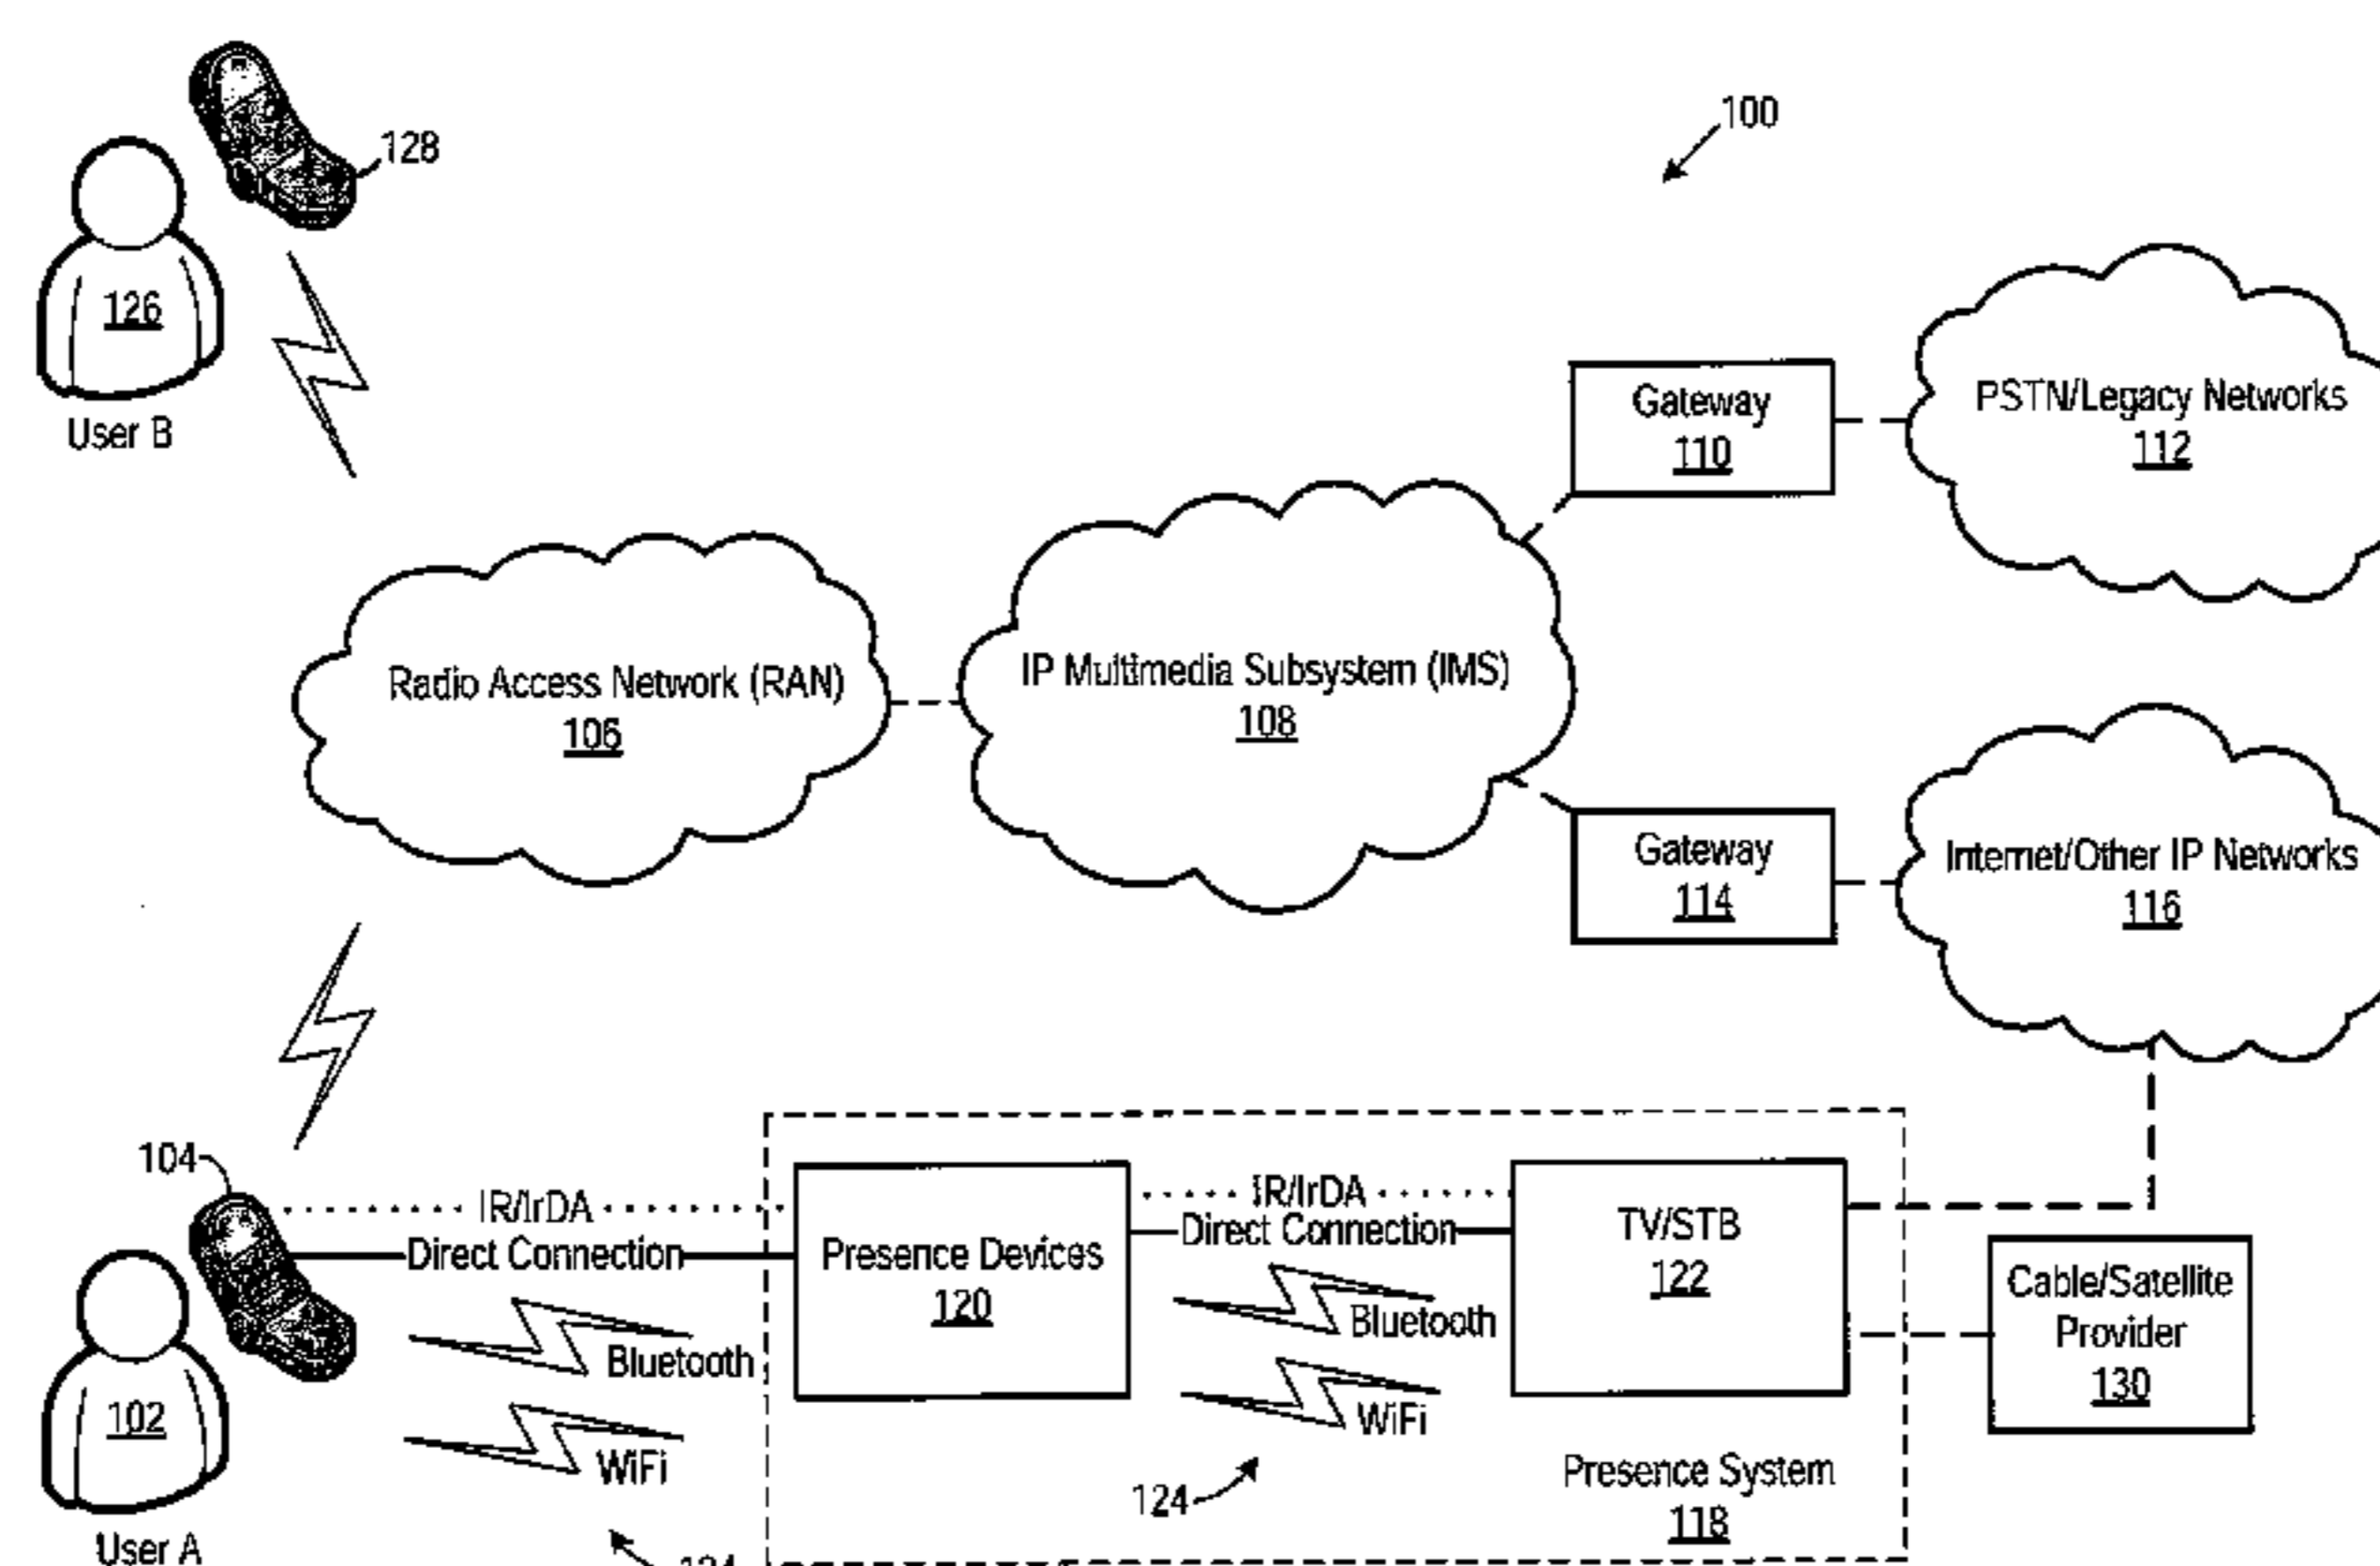 128
100
126
User B
Gateway
110
PSTN/Legacy Networks
112
Radio Access Network (RAN)
106
IP Multimedia Subsystem (IMS)
108
Gateway
114
Internet/Other IP Networks
116
104
IR/IrDA
Direct Connection
Bluetooth
WiFi
102
User A
Presence Devices
120
IR/IrDA
Direct Connection
Bluetooth
WiFi
124
TV/STB
122
Presence System
118
Cable/Satellite
Provider
130